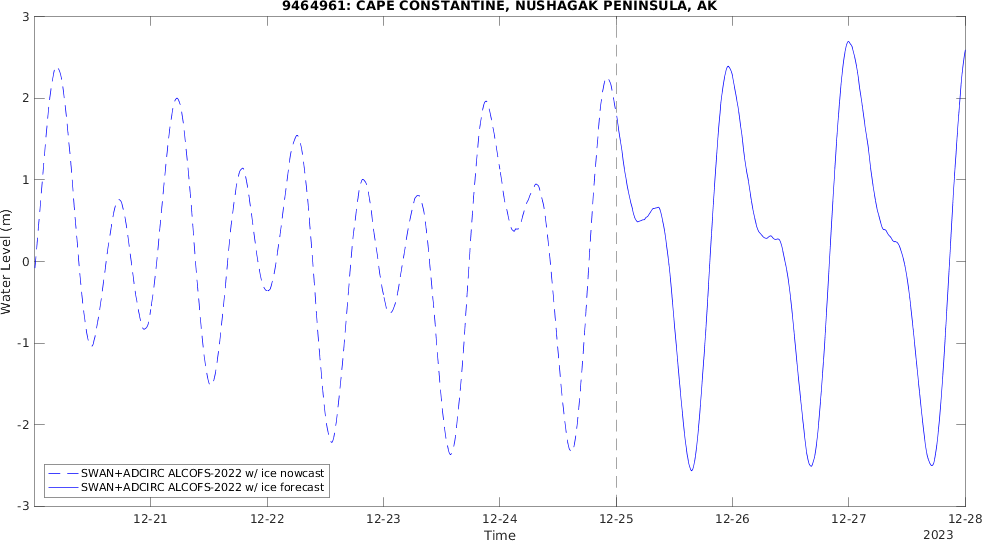 9464961: CAPE CONSTANTINE, NUSHAGAK PENINSULA, AK
3
2
1
0
-1
-2
-3
Water Level (m)
SWAN+ADCIRC ALCOFS-2022 w/ ice nowcast
SWAN+ADCIRC ALCOFS-2022 w/ ice forecast
12-21 12-22 12-23 12-24 12-25 12-26 12-27 12-28
Time
2023